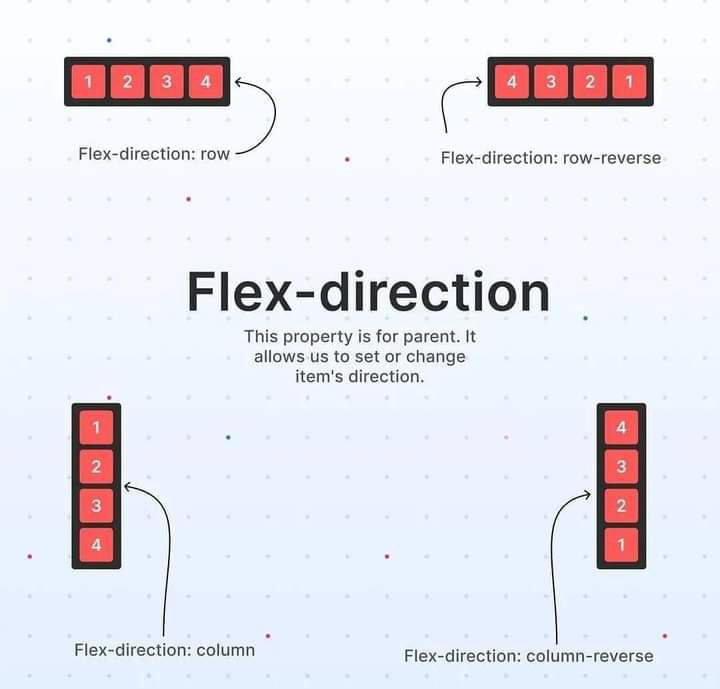 1 2 3 4
4 3 2 1
Flex-direction: row
Flex-direction: row-reverse
Flex-direction
This property is for parent. It
allows us to set or change
item's direction.
1
2
3
4
4
3
2
1
Flex-direction: column
Flex-direction: column-reverse